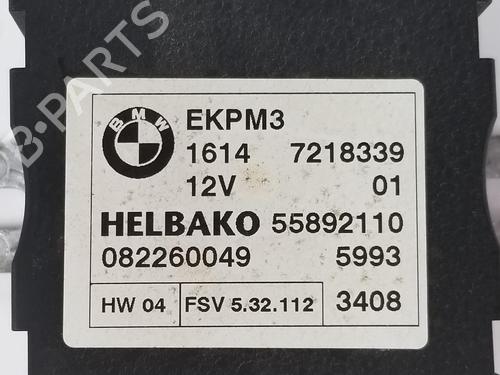 B-PARTS
BMW
EKPM3
1614 7218339
12V 01
HELBAKO 55892110
082260049 5993
HW 04 FSV 5.32.112 3408